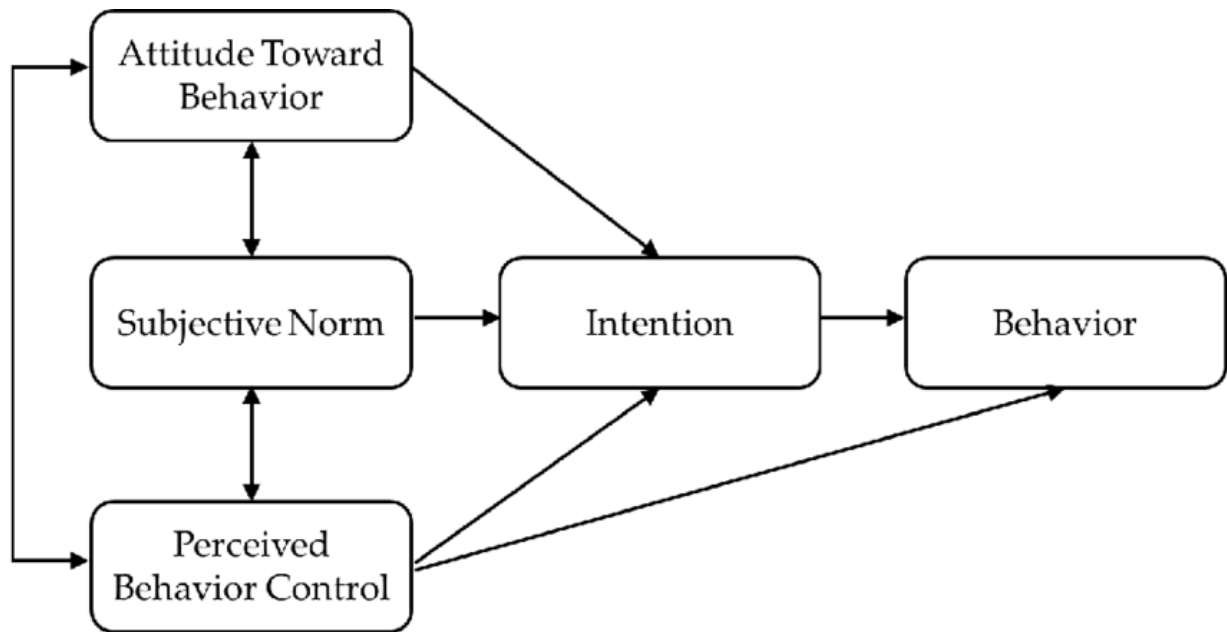 Attitude Toward
Behavior
Subjective Norm
Intention
Behavior
Perceived
Behavior Control